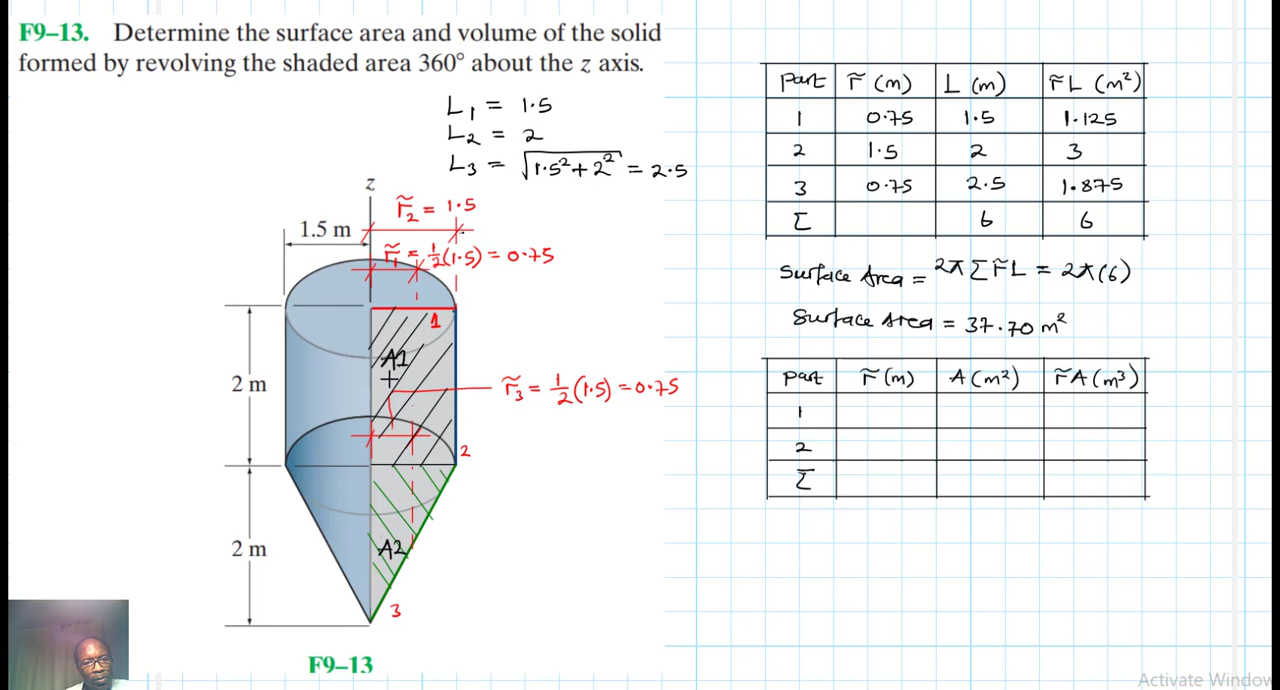 F9–13. Determine the surface area and volume of the solid
formed by revolving the shaded area 360° about the z axis.
L1 = 1.5
L2 = 2
L3 = √(1.5² + 2²) = 2.5
z
r̃2 = 1.5
1.5 m
r̃1 = 1/2(1.5) = 0.75
1
A1
2 m
r̃3 = 1/2(1.5) = 0.75
2
2 m
A2
3
F9–13
Part r̃ (m) L (m) r̃L (m²)
1 0.75 1.5 1.125
2 1.5 2 3
3 0.75 2.5 1.875
Σ 6 6
Surface Area = 2π Σr̃L = 2π(6)
Surface Area = 37.70 m²
Part r̃(m) A(m²) r̃A(m³)
1
2
Σ
Activate Window